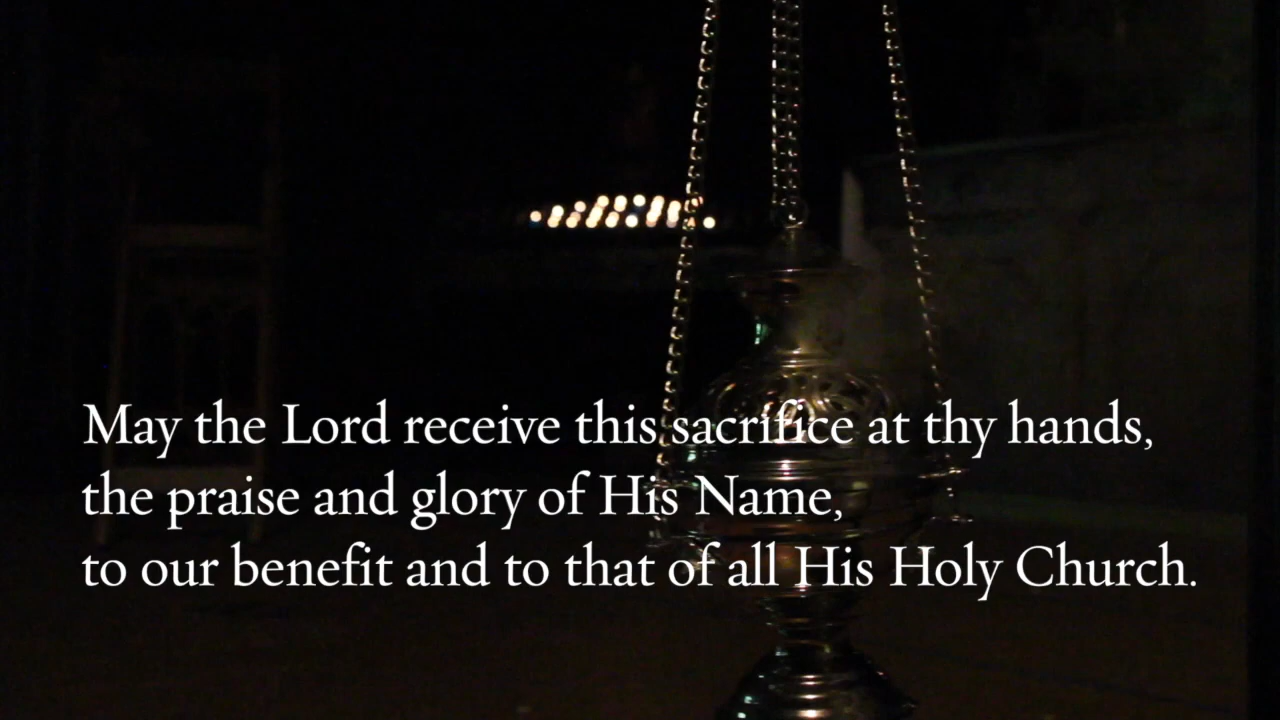 May the Lord receive this sacrifice at thy hands,
the praise and glory of His Name,
to our benefit and to that of all His Holy Church.